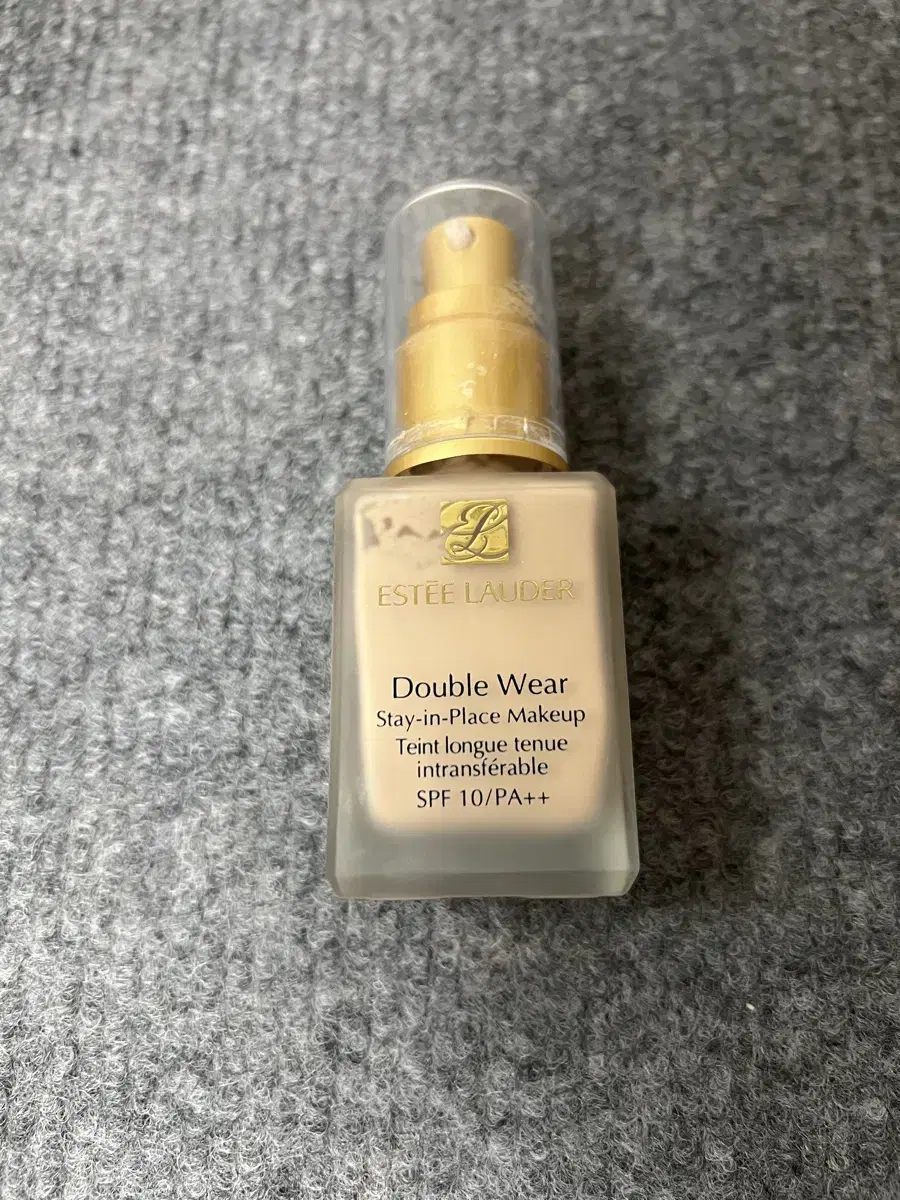 ESTĒE LAUDER
Double Wear
Stay-in-Place Makeup
Teint longue tenue
intransférable
SPF 10/PA++